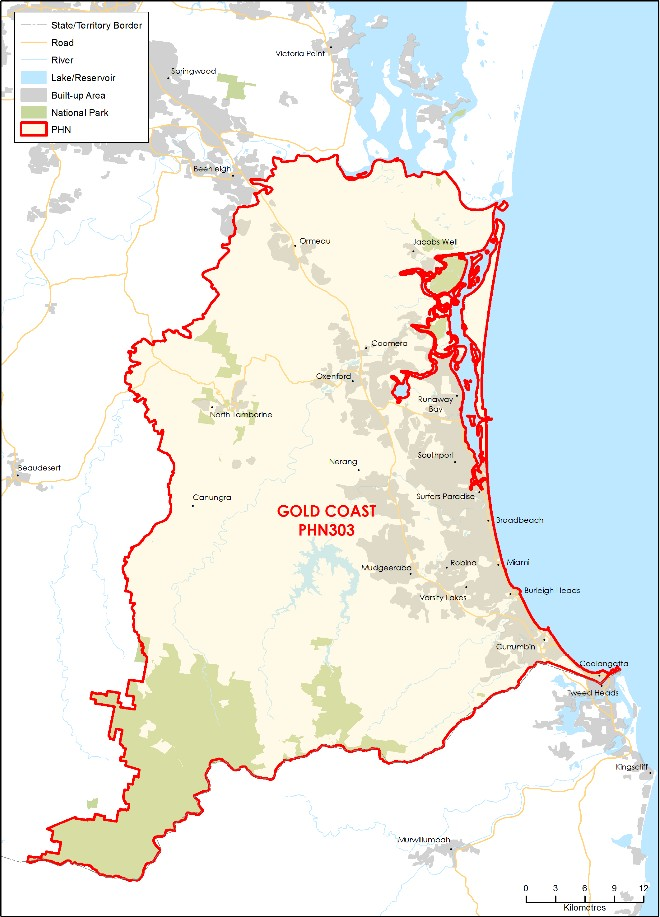 State/Territory Border
Road
River
Lake/Reservoir
Built-up Area
National Park
PHN
Victoria Point
Springwood
Beenleigh
Ormeau
Jacobs Well
Coomera
Oxenford
Runaway
Bay
North Tamborine
Southport
Nerang
Beaudesert
Surfers Paradise
Canungra
GOLD COAST
PHN303
Broadbeach
Mudgeeraba
Robina
Miami
Varsity Lakes
Burleigh Heads
Currumbin
Coolangatta
Tweed Heads
Kingscliff
Murwillumbah
0 3 6 9 12
Kilometres